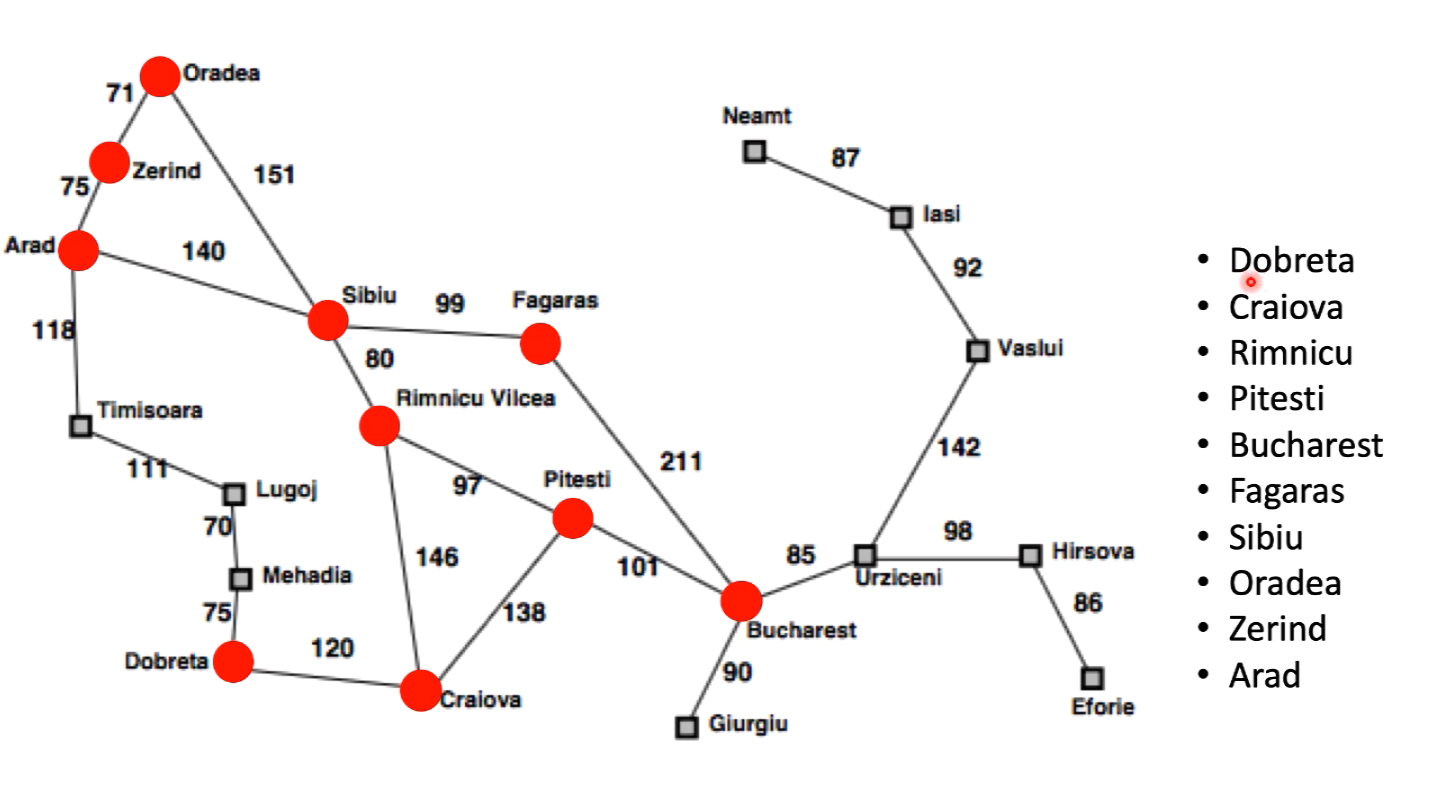 Oradea
71
Neamt
87
Zerind
151
75
Iasi
Arad
140
92
• Dobreta
Sibiu
99
Fagaras
• Craiova
118
80
Vaslui
• Rimnicu
Rimnicu Vilcea
• Pitesti
Timisoara
211
142
• Bucharest
111
97
Pitesti
Lugoj
• Fagaras
70
146
101
85
98
Hirsova
• Sibiu
Mehadia
Urziceni
• Oradea
75
138
86
120
Bucharest
• Zerind
Dobreta
90
• Arad
Craiova
Giurgiu
Eforie